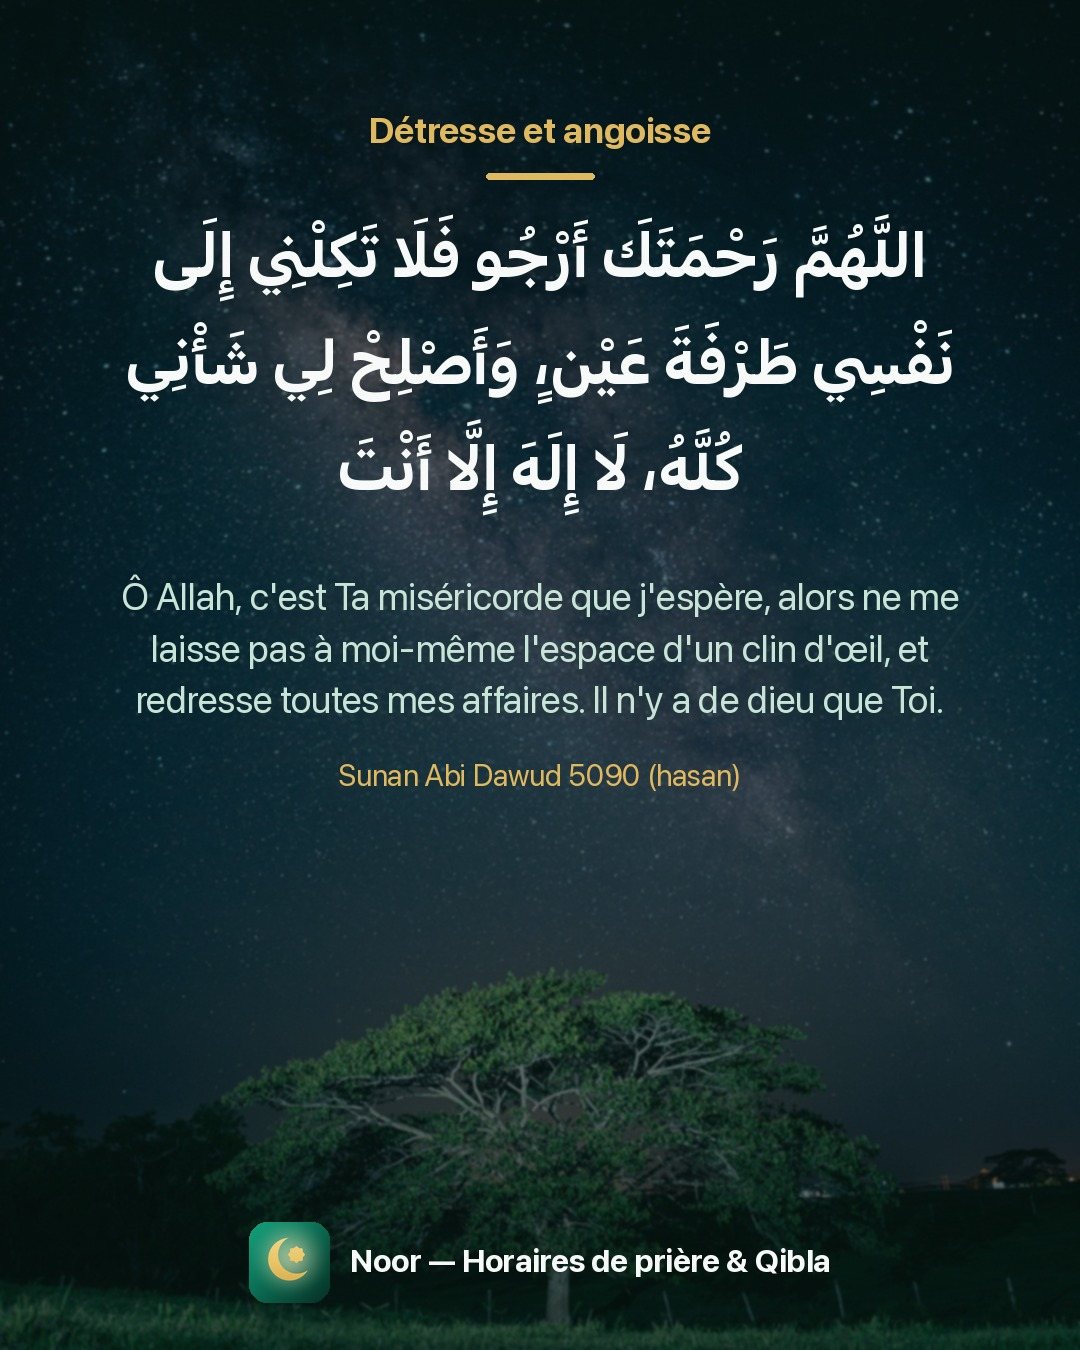 Détresse et angoisse
اللَّهُمَّ رَحْمَتَكَ أَرْجُو فَلَا تَكِلْنِي إِلَى
نَفْسِي طَرْفَةَ عَيْنٍ، وَأَصْلِحْ لِي شَأْنِي
كُلَّهُ، لَا إِلَهَ إِلَّا أَنْتَ
Ô Allah, c'est Ta miséricorde que j'espère, alors ne me
laisse pas à moi-même l'espace d'un clin d'œil, et
redresse toutes mes affaires. Il n'y a de dieu que Toi.
Sunan Abi Dawud 5090 (hasan)
Noor — Horaires de prière & Qibla